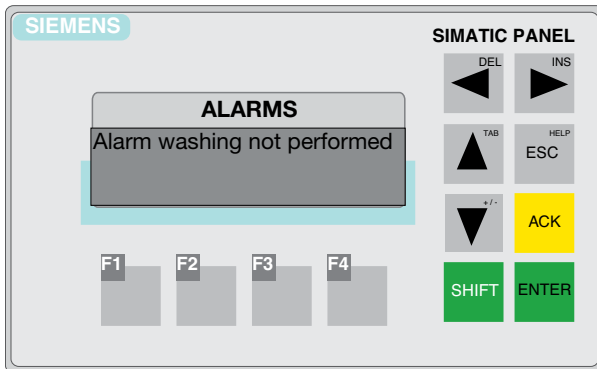 SIEMENS
SIMATIC PANEL
DEL
INS
ALARMS
Alarm washing not performed
TAB
HELP
ESC
+ / -
ACK
F1 F2 F3 F4
SHIFT
ENTER